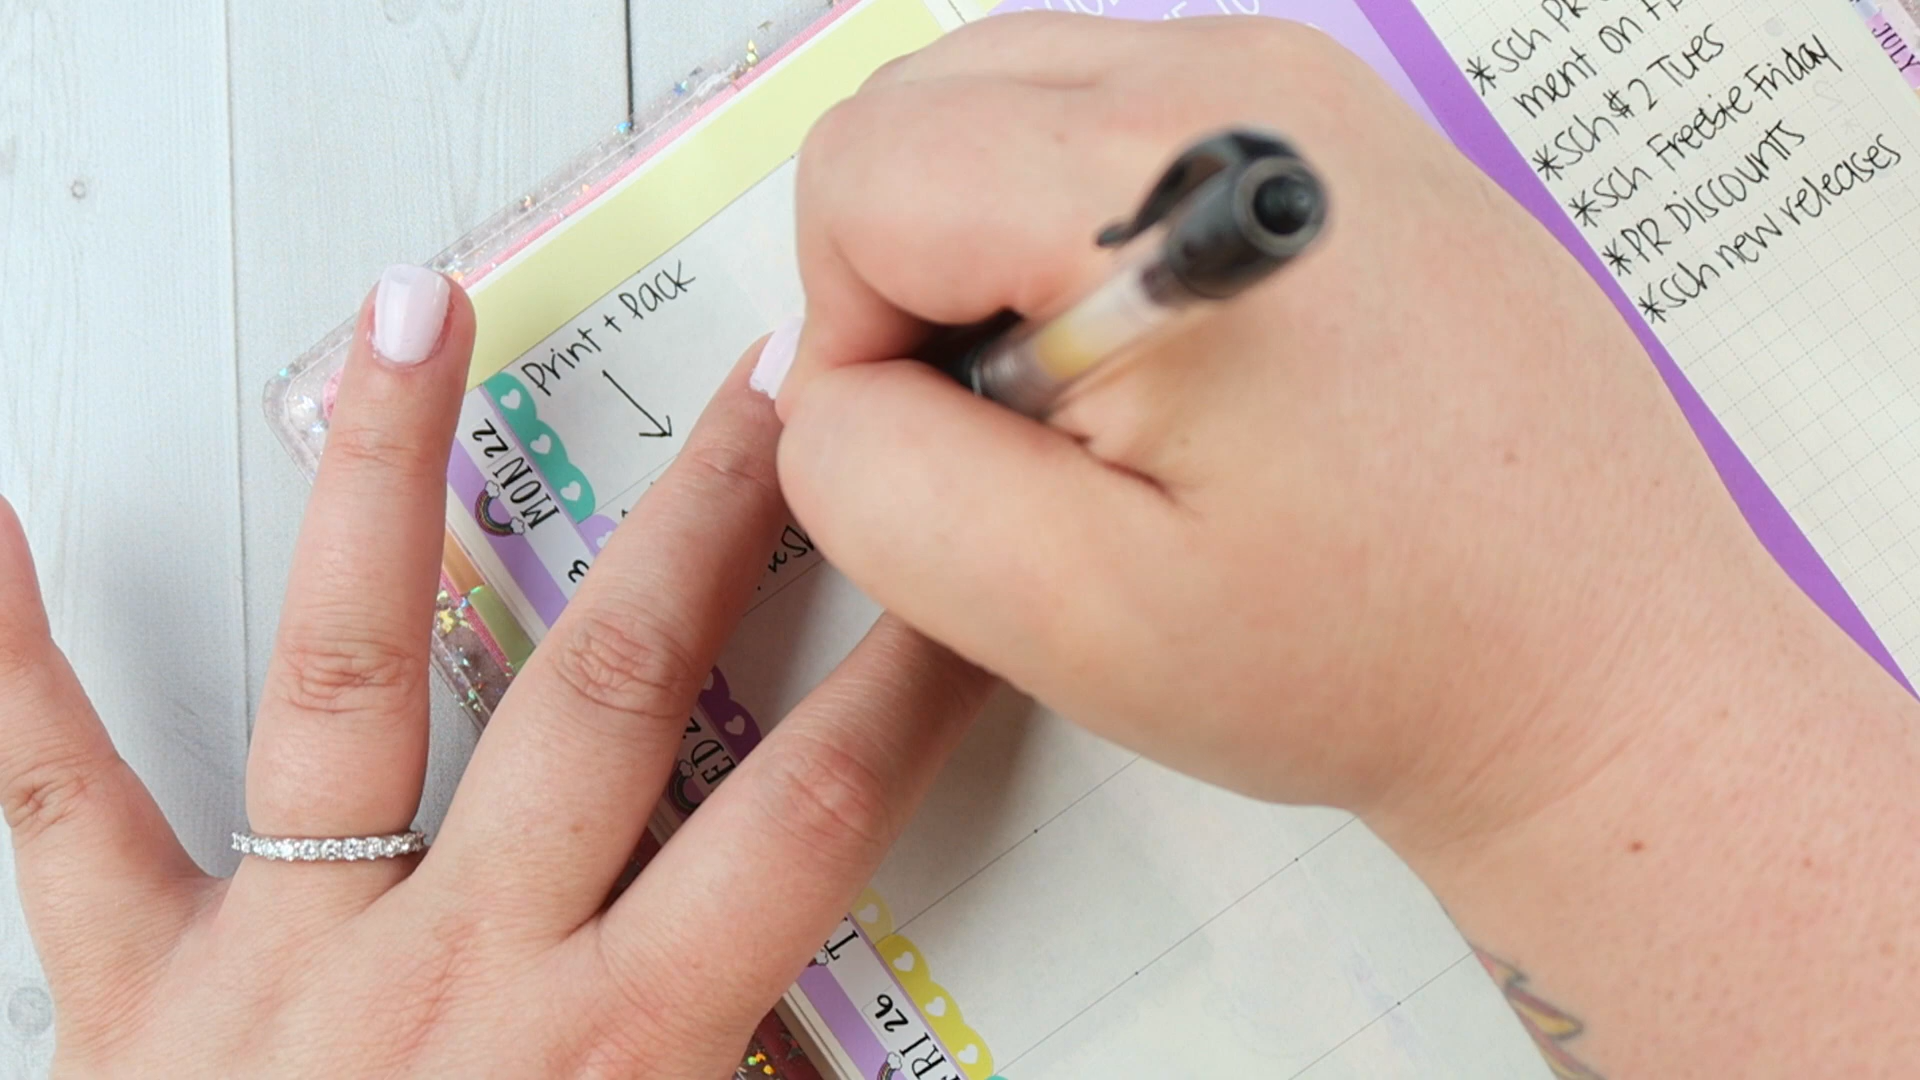 Print + Pack
MON 22
FRI 26
*Sch PR
ment on
*Sch $2 Tues
*Sch Freebie Friday
*PR Discounts
*Sch new releases
JULY